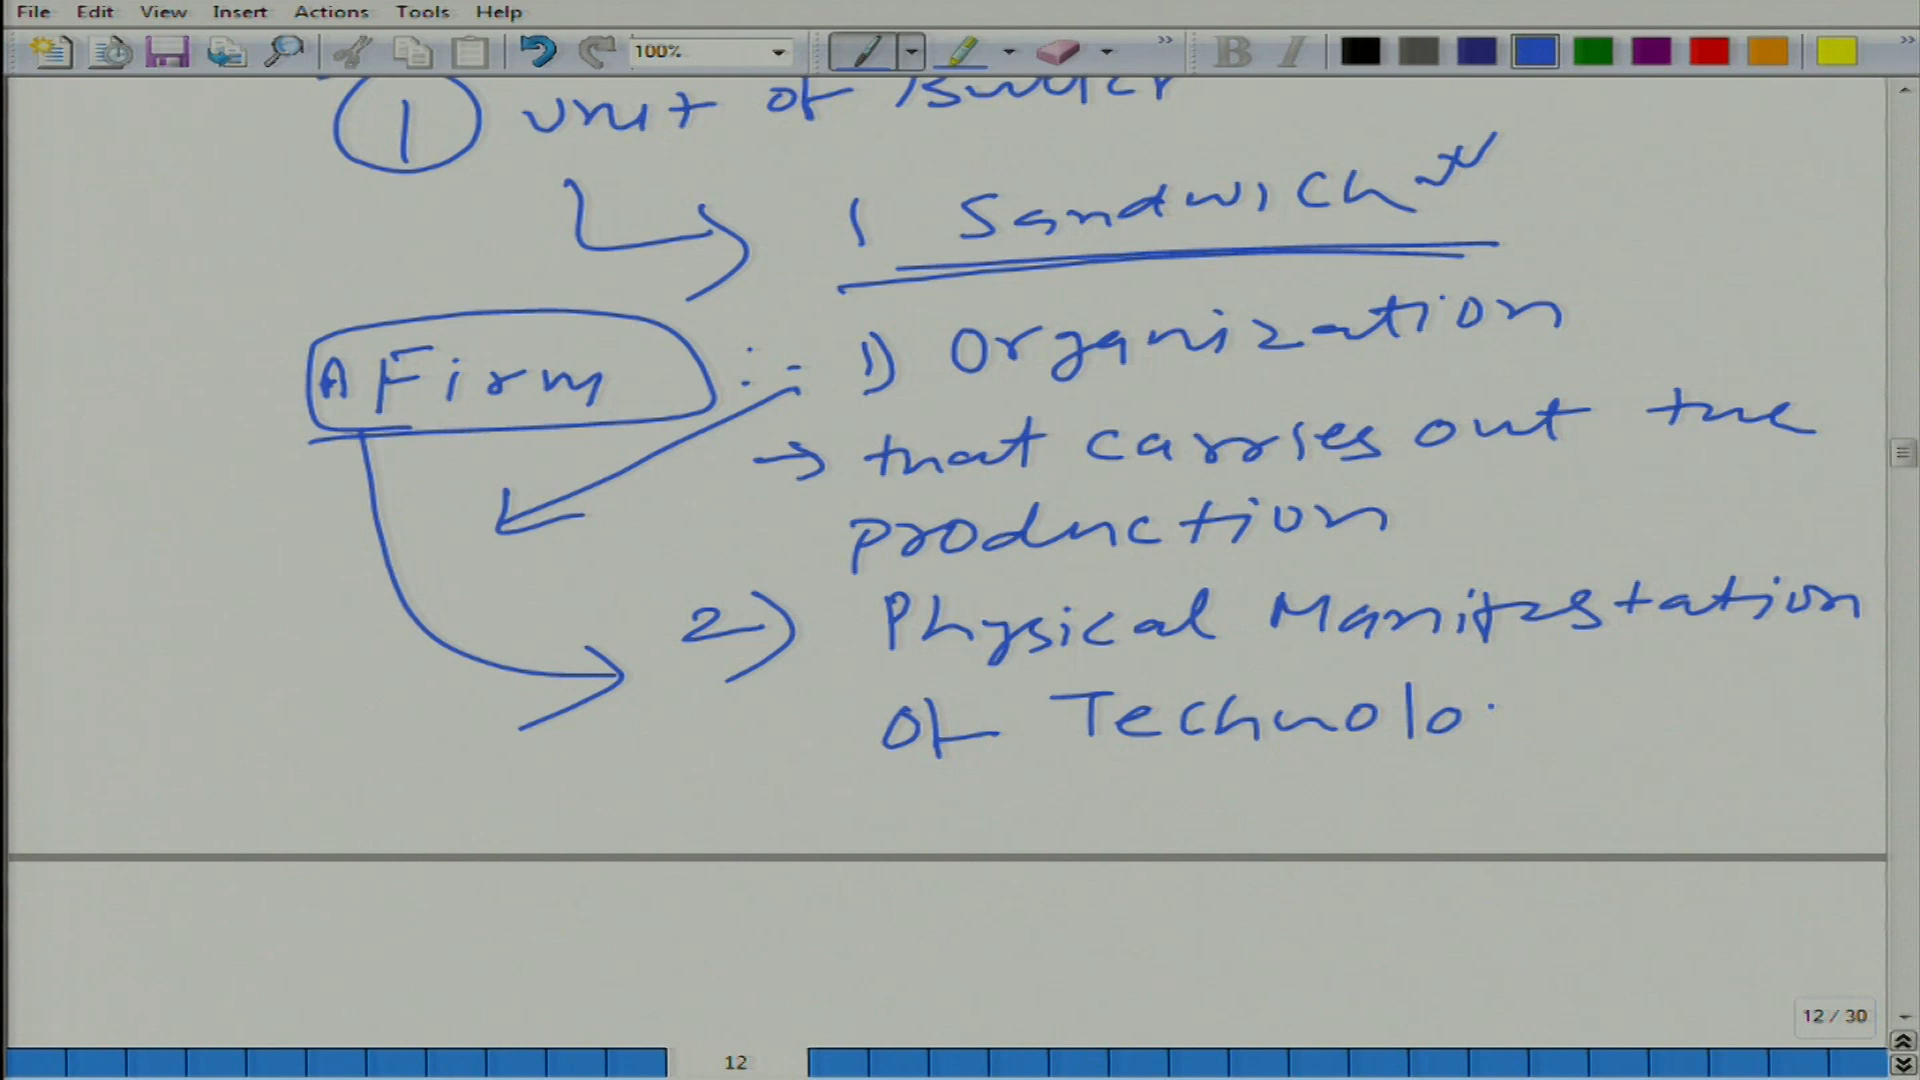 File Edit View Insert Actions Tools Help
100% B I
1 unit of Butter
1 Sandwich
A Firm :- 1) Organization
→ that carries out the
production
2) Physical Manifestation
of Technolo
12 / 30
12